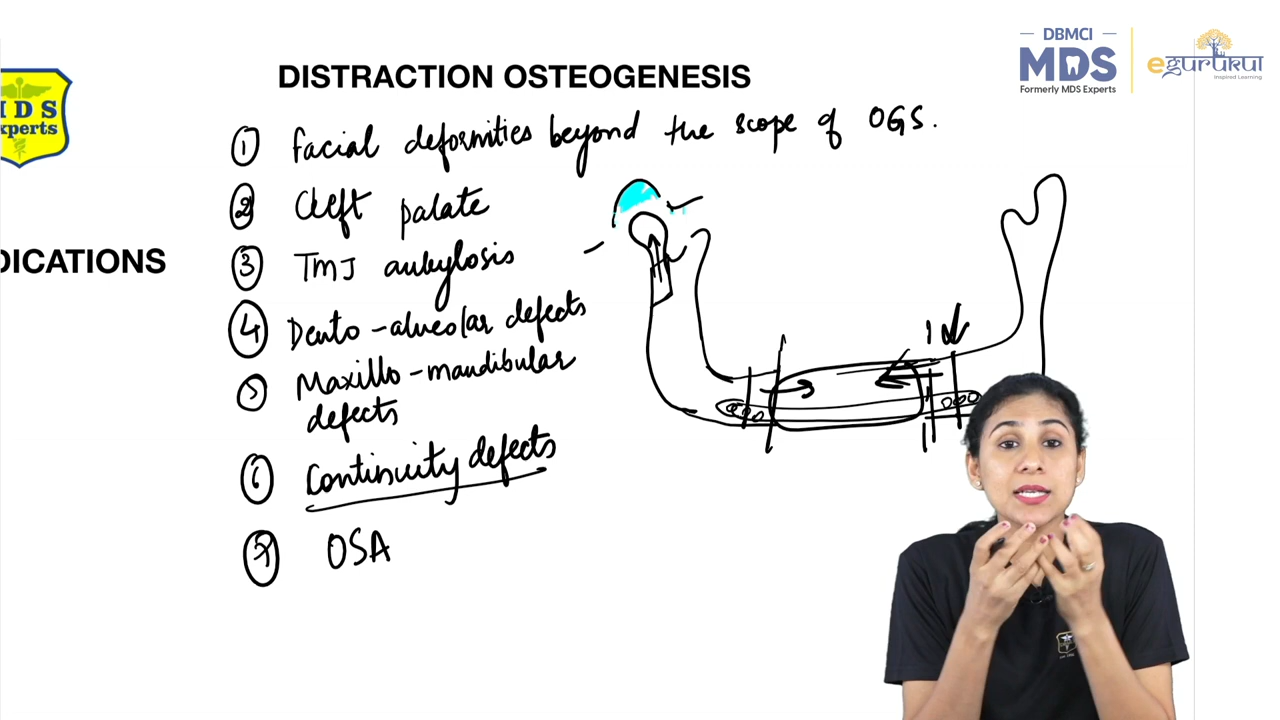 DBMCI
MDS
Formerly MDS Experts
egurukul
Inspired Learning
MDS
xperts
DISTRACTION OSTEOGENESIS
① Facial deformities beyond the scope of OGS.
② Cleft palate
DICATIONS
③ TMJ ankylosis
④ Dento-alveolar defects
⑤ Maxillo-mandibular
defects
⑥ Continuity defects
⑦ OSA